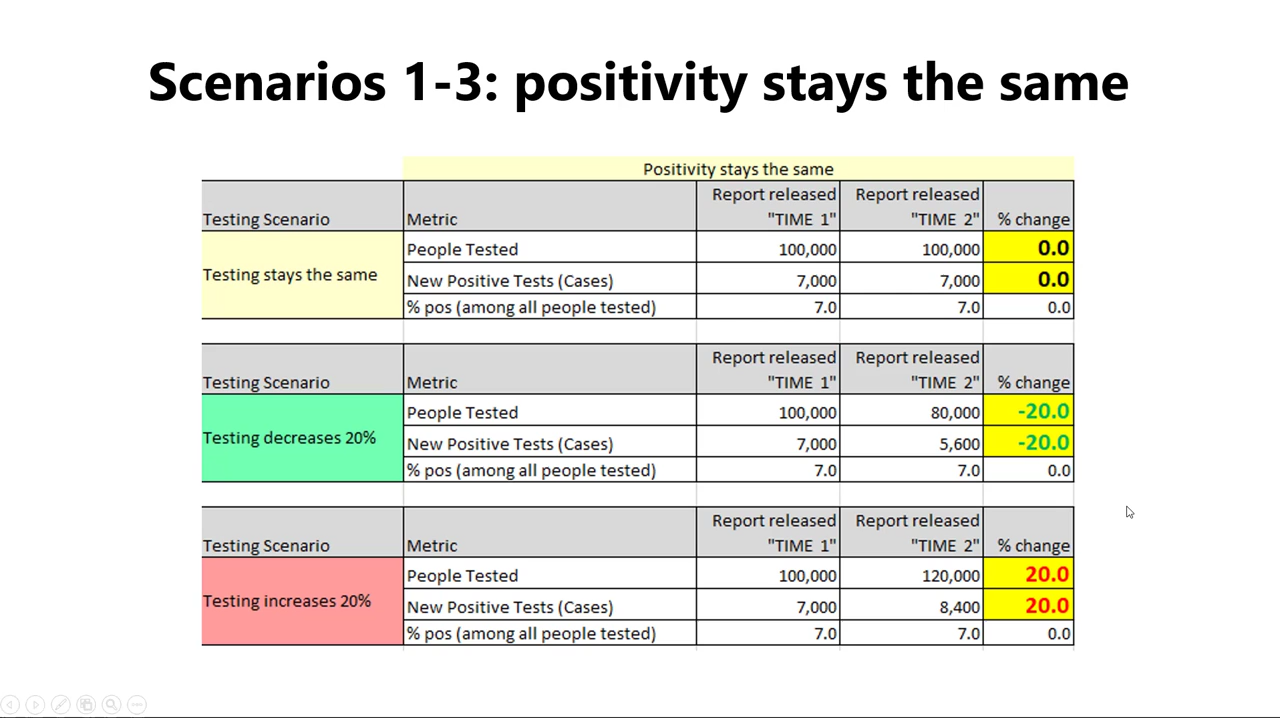 Scenarios 1-3: positivity stays the same
Positivity stays the same
Testing Scenario Metric Report released "TIME 1" Report released "TIME 2" % change
Testing stays the same
People Tested 100,000 100,000 0.0
New Positive Tests (Cases) 7,000 7,000 0.0
% pos (among all people tested) 7.0 7.0 0.0
Testing Scenario Metric Report released "TIME 1" Report released "TIME 2" % change
Testing decreases 20%
People Tested 100,000 80,000 -20.0
New Positive Tests (Cases) 7,000 5,600 -20.0
% pos (among all people tested) 7.0 7.0 0.0
Testing Scenario Metric Report released "TIME 1" Report released "TIME 2" % change
Testing increases 20%
People Tested 100,000 120,000 20.0
New Positive Tests (Cases) 7,000 8,400 20.0
% pos (among all people tested) 7.0 7.0 0.0